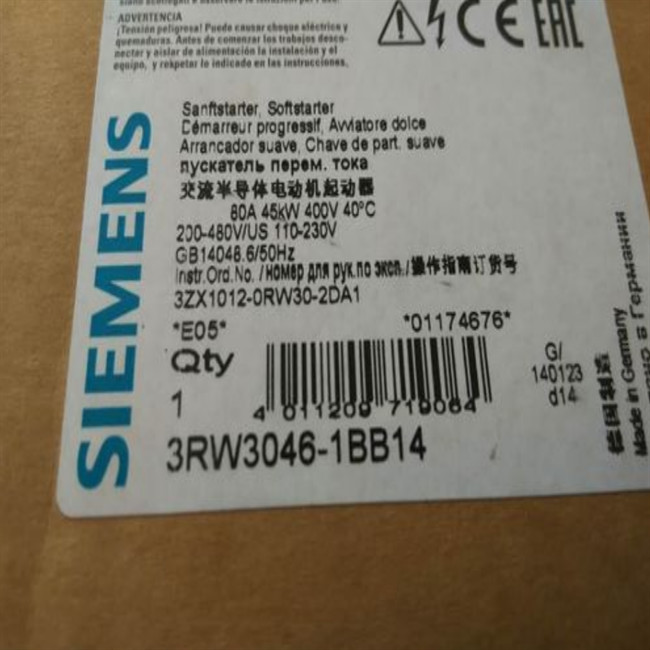 ADVERTENCIA
¡Tensión peligrosa! Puede causar choque eléctrico y
quemaduras. Antes de comenzar los trabajos desco-
nectar y aislar de alimentación la instalación y el
equipo, y respetar lo indicado en las instrucciones.
CE EAC
SIEMENS
Sanftstarter, Softstarter
Démarreur progressif, Avviatore dolce
Arrancador suave, Chave de part. suave
пускатель перем. тока
交流半导体电动机起动器
80A 45kW 400V 40°C
200-480V/US 110-230V
GB14048.6/50Hz
Instr.Ord.No. / номер для рук.по эксп./操作指南订货号
3ZX1012-0RW30-2DA1
*E05* *01174676*
Qty
1
4 011209 719064
G/
140123
d14
3RW3046-1BB14
德国制造
Made in Germany
в Германии